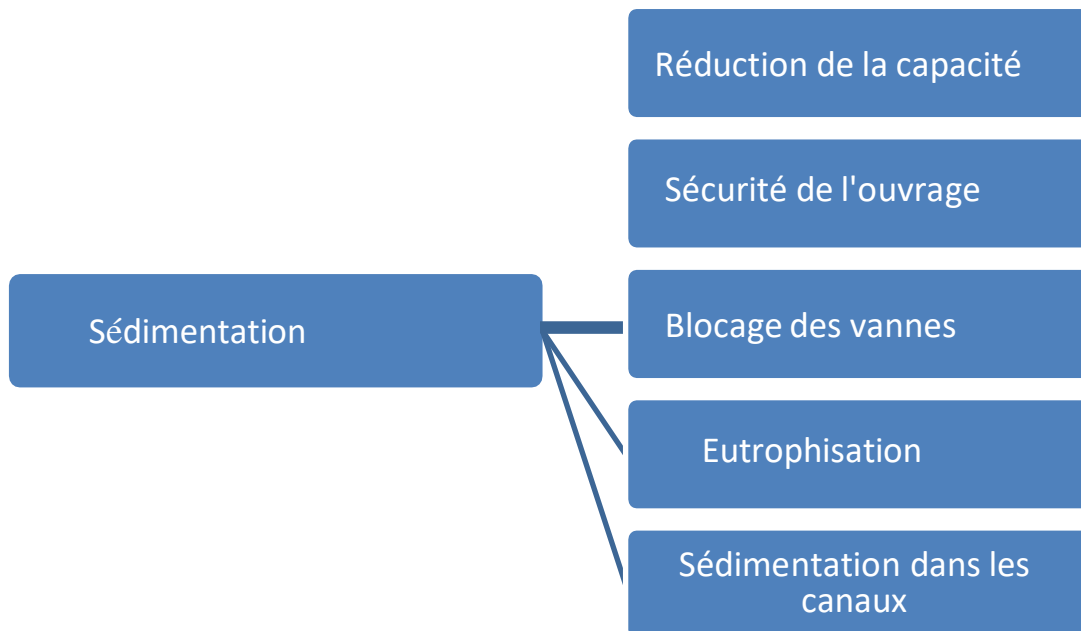 Réduction de la capacité
Sécurité de l'ouvrage
Sédimentation
Blocage des vannes
Eutrophisation
Sédimentation dans les
canaux